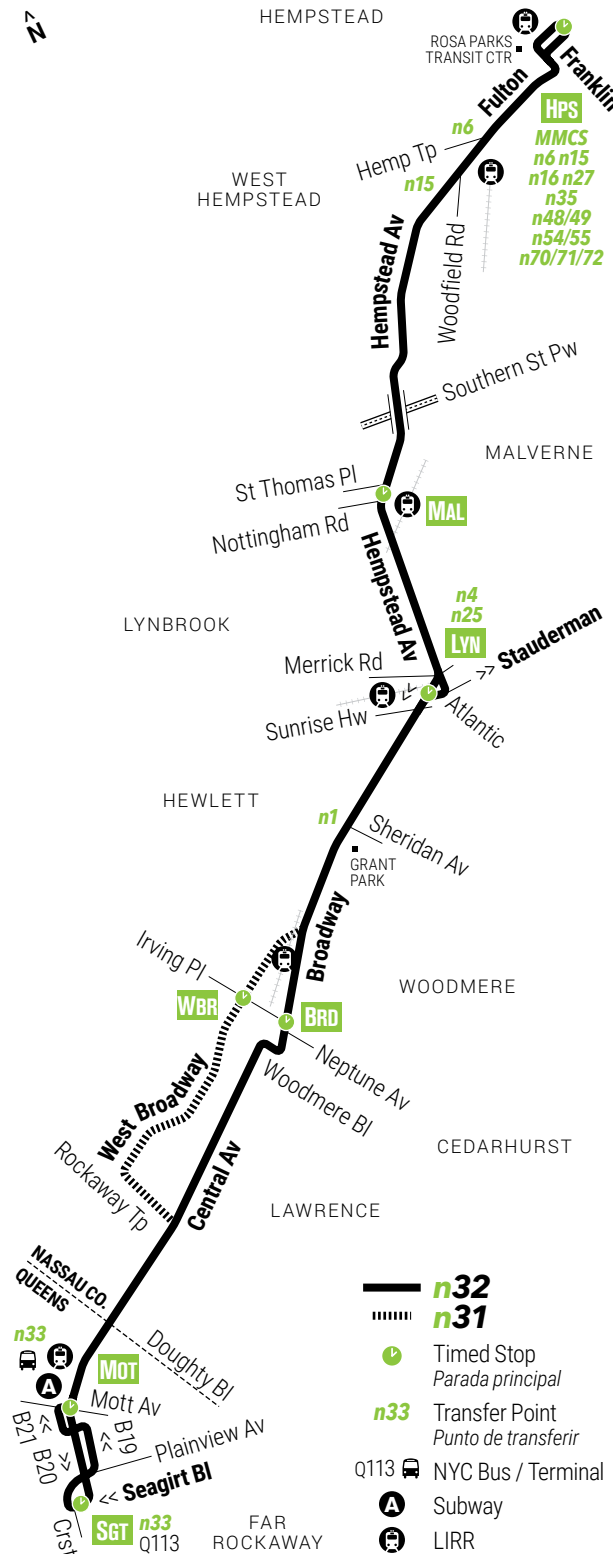 N
HEMPSTEAD
ROSA PARKS
TRANSIT CTR
Fulton
Franklin
HPS
MMCS
n6 n15
n16 n27
n35
n48/49
n54/55
n70/71/72
n6
Hemp Tp
n15
WEST
HEMPSTEAD
Hempstead Av
Woodfield Rd
Southern St Pw
MALVERNE
St Thomas Pl
MAL
Nottingham Rd
Hempstead Av
n4
n25
LYN
LYNBROOK
Stauderman
Merrick Rd
Sunrise Hw
Atlantic
HEWLETT
n1
Sheridan Av
GRANT
PARK
Broadway
Irving Pl
WOODMERE
WBR
BRD
Neptune Av
Woodmere Bl
West Broadway
CEDARHURST
Rockaway Tp
Central Av
LAWRENCE
NASSAU CO.
QUEENS
Doughty Bl
n33
MOT
A
Mott Av
B21
B20
B19
Plainview Av
<< Seagirt Bl
Crst
SGT
n33
Q113
FAR
ROCKAWAY
n32
n31
Timed Stop
Parada principal
n33 Transfer Point
Punto de transferir
Q113 NYC Bus / Terminal
A Subway
LIRR